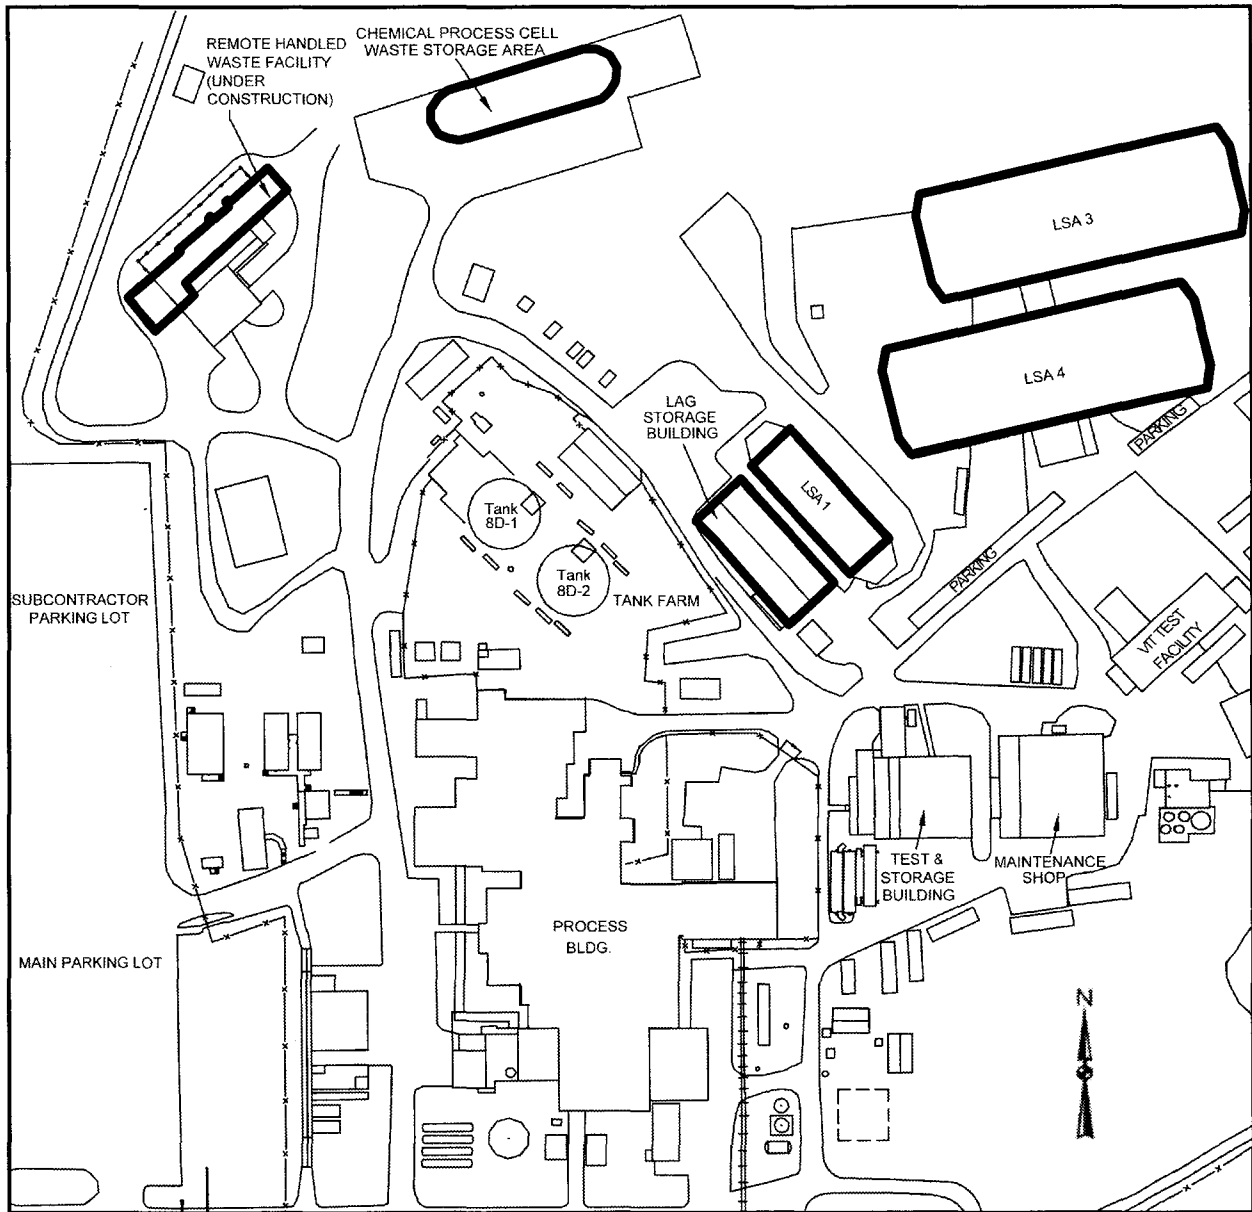 CHEMICAL PROCESS CELL
WASTE STORAGE AREA
REMOTE HANDLED
WASTE FACILITY
(UNDER
CONSTRUCTION)
LSA 3
LSA 4
LAG
STORAGE
BUILDING
PARKING
LSA 1
Tank
8D-1
Tank
8D-2
TANK FARM
PARKING
SUBCONTRACTOR
PARKING LOT
VIT TEST
FACILITY
TEST &
STORAGE
BUILDING
MAINTENANCE
SHOP
PROCESS
BLDG.
MAIN PARKING LOT
N